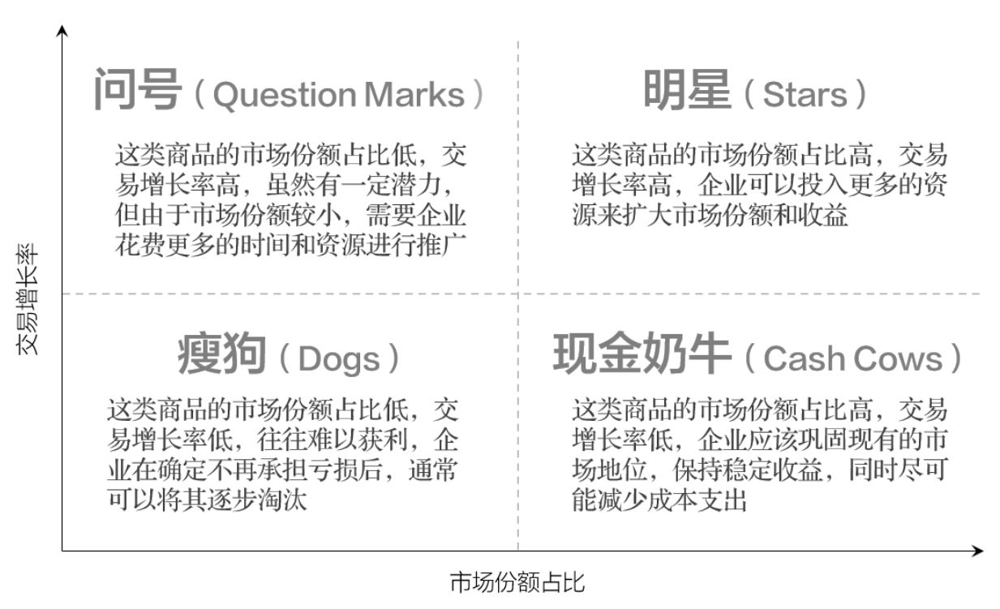 问号（Question Marks）
这类商品的市场份额占比低，交
易增长率高，虽然有一定潜力，
但由于市场份额较小，需要企业
花费更多的时间和资源进行推广
明星（Stars）
这类商品的市场份额占比高，交易
增长率高，企业可以投入更多的资
源来扩大市场份额和收益
交易增长率
瘦狗（Dogs）
这类商品的市场份额占比低，交
易增长率低，往往难以获利，企
业在确定不再承担亏损后，通常
可以将其逐步淘汰
现金奶牛（Cash Cows）
这类商品的市场份额占比高，交易
增长率低，企业应该巩固现有的市
场地位，保持稳定收益，同时尽可
能减少成本支出
市场份额占比